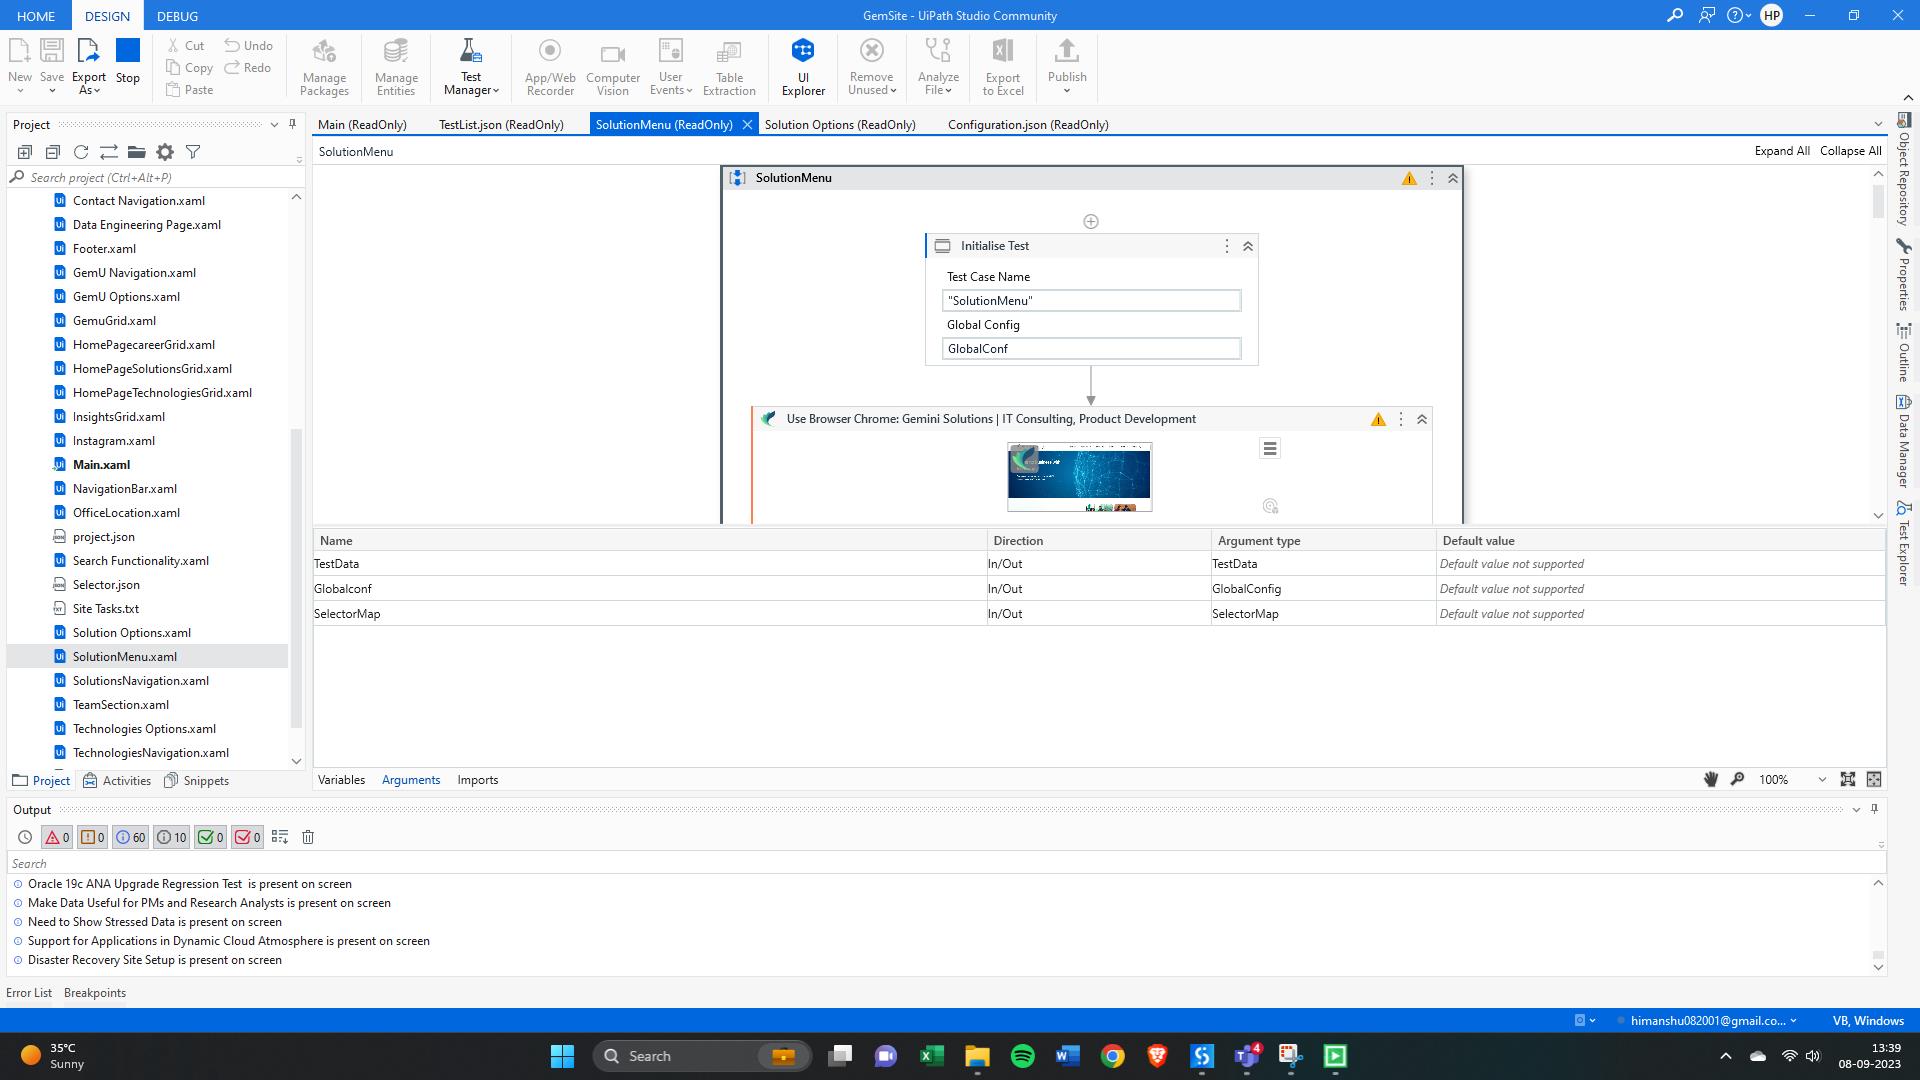 HOME
DESIGN
DEBUG
GemSite - UiPath Studio Community
HP
New
Save
Export As
Stop
Cut
Copy
Paste
Undo
Redo
Manage Packages
Manage Entities
Test Manager
App/Web Recorder
Computer Vision
User Events
Table Extraction
UI Explorer
Remove Unused
Analyze File
Export to Excel
Publish
Project
Search project (Ctrl+Alt+P)
Contact Navigation.xaml
Data Engineering Page.xaml
Footer.xaml
GemU Navigation.xaml
GemU Options.xaml
GemuGrid.xaml
HomePagecareerGrid.xaml
HomePageSolutionsGrid.xaml
HomePageTechnologiesGrid.xaml
InsightsGrid.xaml
Instagram.xaml
Main.xaml
NavigationBar.xaml
OfficeLocation.xaml
project.json
Search Functionality.xaml
Selector.json
Site Tasks.txt
Solution Options.xaml
SolutionMenu.xaml
SolutionsNavigation.xaml
TeamSection.xaml
Technologies Options.xaml
TechnologiesNavigation.xaml
Project
Activities
Snippets
Main (ReadOnly)
TestList.json (ReadOnly)
SolutionMenu (ReadOnly)
Solution Options (ReadOnly)
Configuration.json (ReadOnly)
SolutionMenu
Expand All
Collapse All
SolutionMenu
Initialise Test
Test Case Name
"SolutionMenu"
Global Config
GlobalConf
Use Browser Chrome: Gemini Solutions | IT Consulting, Product Development
Name Direction Argument type Default value
TestData In/Out TestData Default value not supported
Globalconf In/Out GlobalConfig Default value not supported
SelectorMap In/Out SelectorMap Default value not supported
Variables
Arguments
Imports
100%
Object Repository
Properties
Outline
Data Manager
Test Explorer
Output
0
0
60
10
0
0
Search
Oracle 19c ANA Upgrade Regression Test is present on screen
Make Data Useful for PMs and Research Analysts is present on screen
Need to Show Stressed Data is present on screen
Support for Applications in Dynamic Cloud Atmosphere is present on screen
Disaster Recovery Site Setup is present on screen
Error List
Breakpoints
himanshu082001@gmail.co...
VB, Windows
35°C
Sunny
Search
4
13:39
08-09-2023